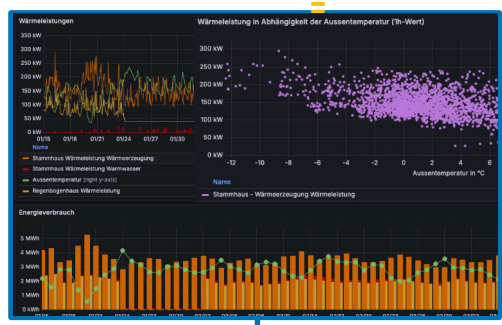 Wärmeleistungen
350 kW
300 kW
250 kW
200 kW
150 kW
100 kW
50 kW
0 kW
01/15 01/18 01/21 01/24 01/27 01/30
Name
Stammhaus Wärmeleistung Wärmeerzeugung
Stammhaus Wärmeleistung Warmwasser
Aussentemperatur (right y-axis)
Regenbogenhaus Wärmeleistung
Wärmeleistung in Abhängigkeit der Aussentemperatur (1h-Wert)
300 kW
250 kW
200 kW
150 kW
100 kW
50 kW
0 kW
-12 -10 -8 -6 -4 -2 0 2 4 6
Aussentemperatur in °C
Name
Stammhaus - Wärmeerzeugung Wärmeleistung
Energieverbrauch
5 MWh
4 MWh
3 MWh
2 MWh
1 MWh
0 kWh